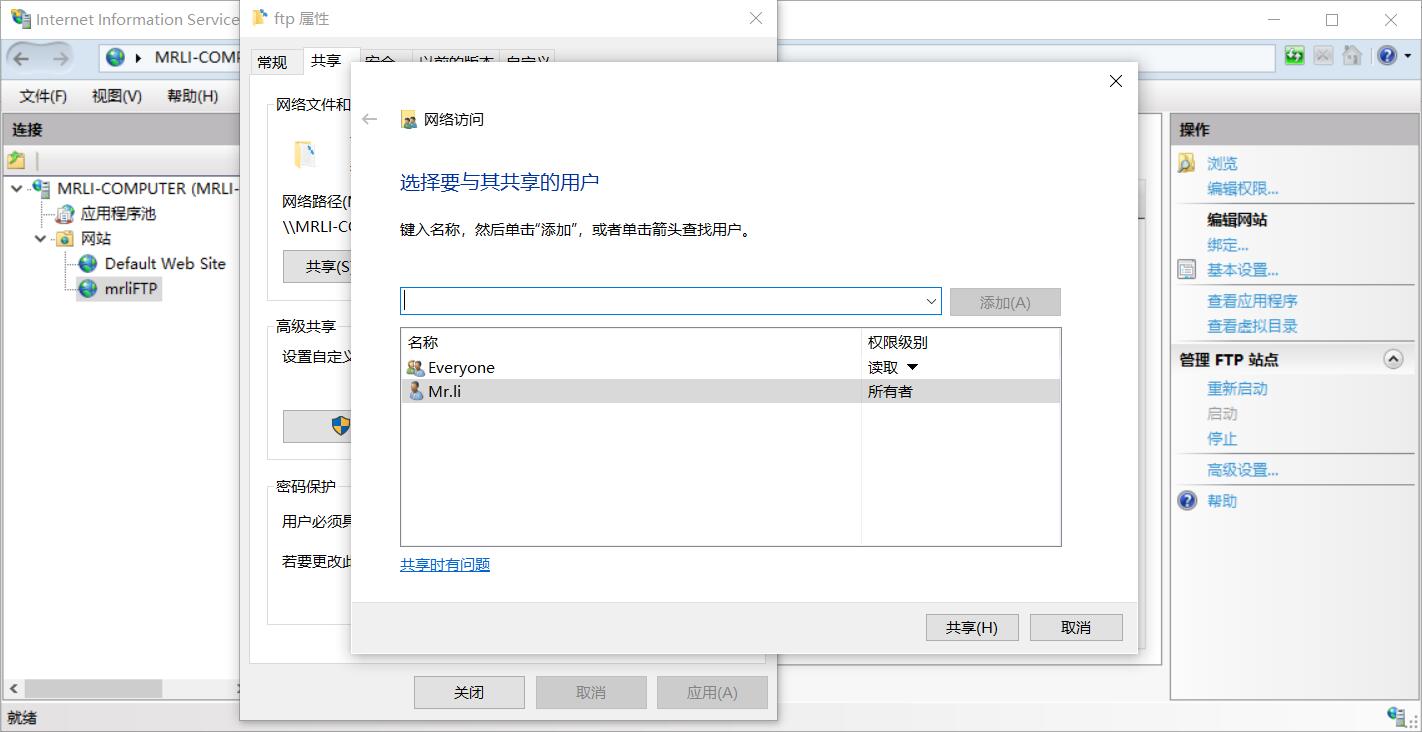 Internet Information Service
MRLI-COMP
文件(F) 视图(V) 帮助(H)
连接
MRLI-COMPUTER (MRLI-
应用程序池
网站
Default Web Site
mrliFTP
就绪
ftp 属性
常规 共享 安全 以前的版本 自定义
网络文件和
网络路径(
\\MRLI-C
共享(S)
高级共享
设置自定义
密码保护
用户必须具
若要更改此
关闭 取消 应用(A)
网络访问
选择要与其共享的用户
键入名称，然后单击“添加”，或者单击箭头查找用户。
添加(A)
名称 权限级别
Everyone 读取
Mr.li 所有者
共享时有问题
共享(H) 取消
操作
浏览
编辑权限...
编辑网站
绑定...
基本设置...
查看应用程序
查看虚拟目录
管理 FTP 站点
重新启动
启动
停止
高级设置...
帮助